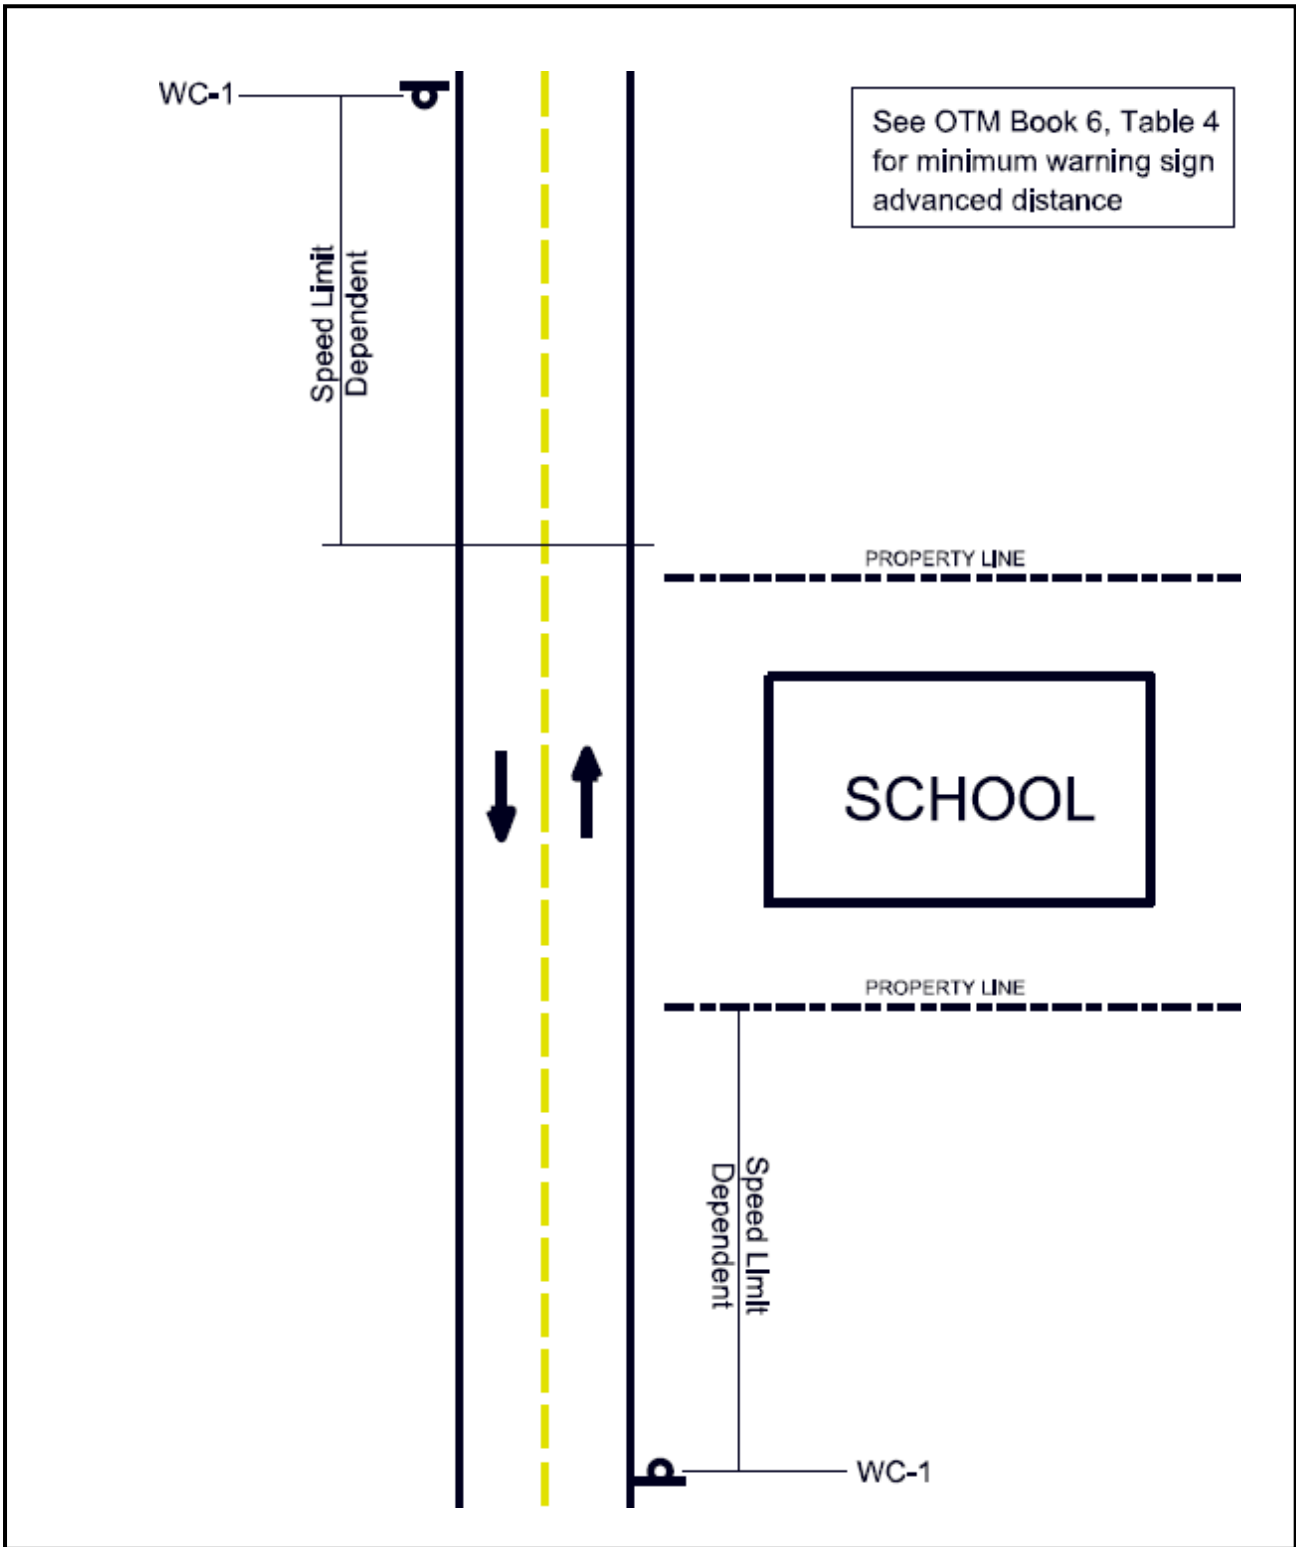 WC-1
See OTM Book 6, Table 4
for minimum warning sign
advanced distance
Speed Limit
Dependent
PROPERTY LINE
SCHOOL
PROPERTY LINE
Speed Limit
Dependent
WC-1